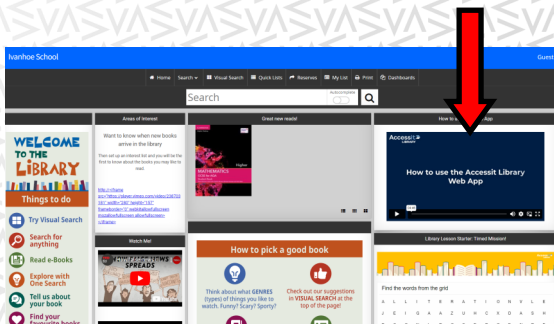 Ivanhoe School
Guest
Home Search Visual Search Quick Lists Reserves My List Print Dashboards
Search
Autocomplete
Areas of Interest
Great new reads!
How to
App
WELCOME
TO THE
LiBRARY
Things to do
Try Visual Search
Search for
anything
Read e-Books
Explore with
One Search
Tell us about
your book
Find your
favourite books
Want to know when new books
arrive in the library
Then set up an interest list and you will be the
first to know about the books you may like to
read
Watch Me!
SPREADS
Higher
MATHEMATICS
How to pick a good book
Think about what GENRES
(types) of things you like to
watch. Funny? Scary? Sporty?
Check out our suggestions
in VISUAL SEARCH at the
top of the page!
Accessit
LIBRARY
How to use the Accessit Library
Web App
Library Lesson Starter: Timed Mission!
Find the words from the grid
A L L I T E R A T I O N V L E
J E I G A A Z U H C X D A S H